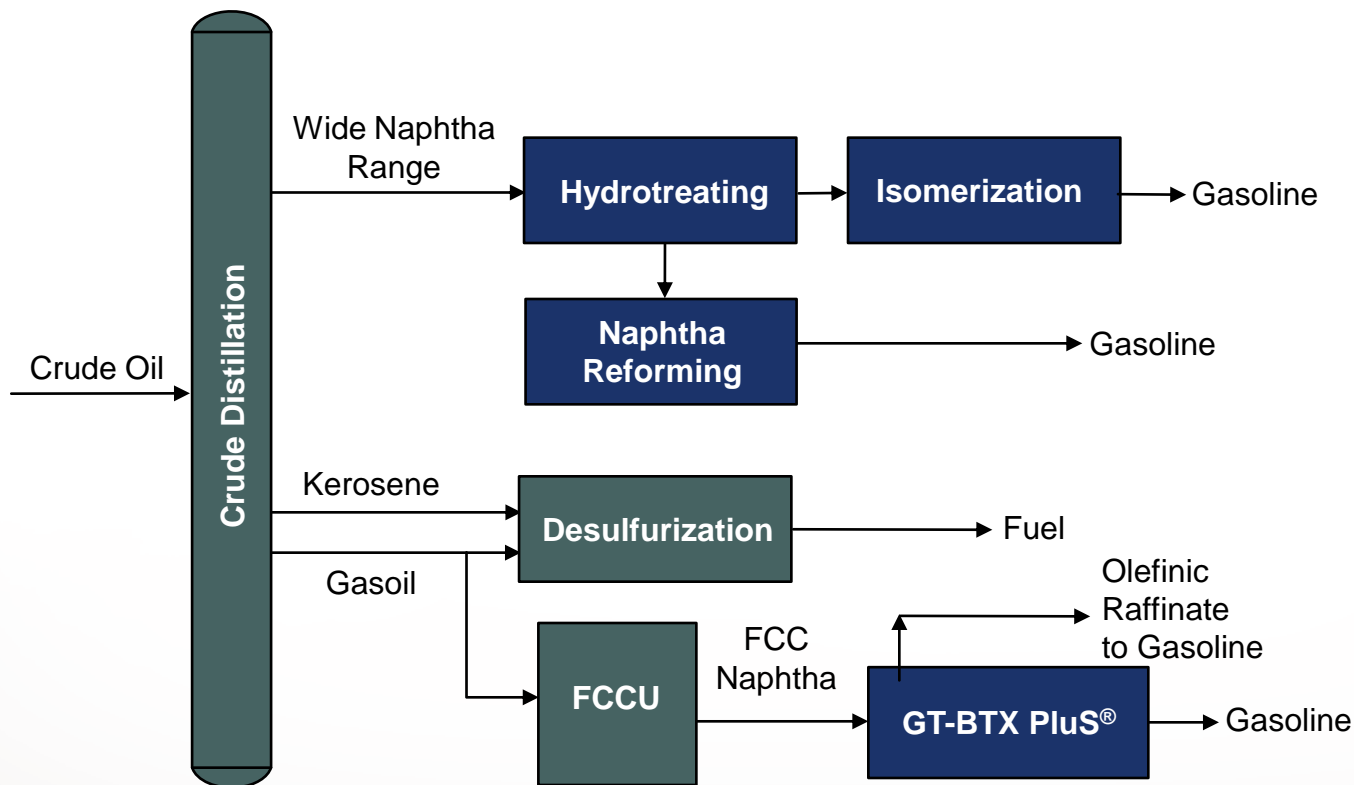 Wide Naphtha
Range
Hydrotreating
Isomerization
Gasoline
Naphtha
Reforming
Gasoline
Crude Oil
Crude Distillation
Kerosene
Desulfurization
Fuel
Gasoil
Olefinic
Raffinate
to Gasoline
FCC
Naphtha
FCCU
GT-BTX PluS®
Gasoline